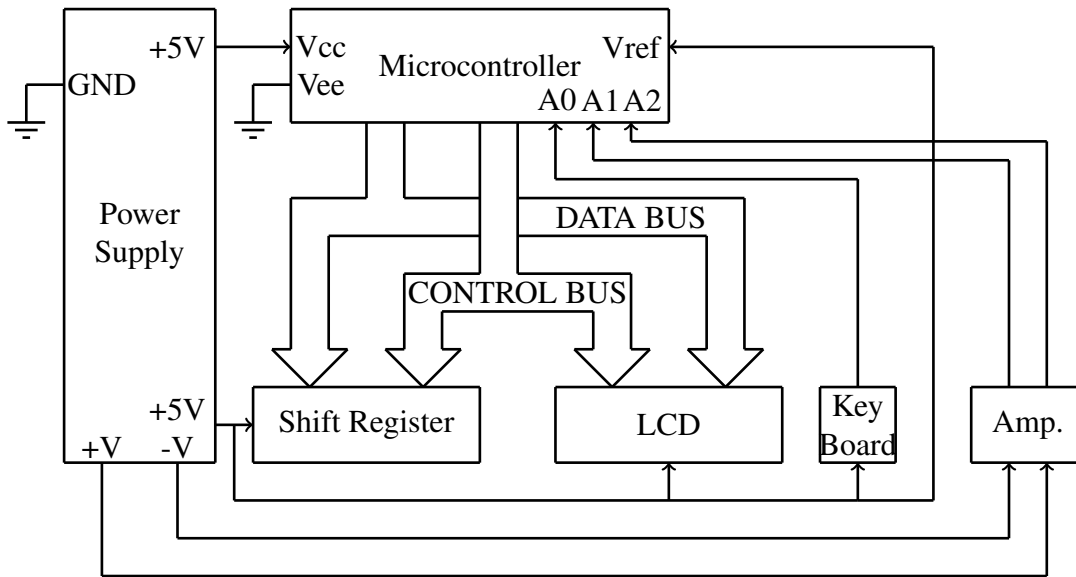 +5V
Vcc
Vref
Microcontroller
GND
Vee
A0 A1 A2
Power
Supply
DATA BUS
CONTROL BUS
+5V
Shift Register
LCD
Key
Board
Amp.
+V
-V